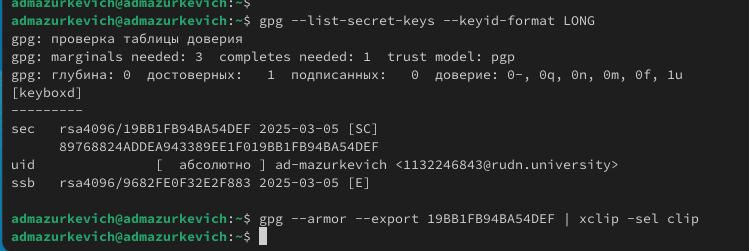 admazurkevich@admazurkevich:~$
admazurkevich@admazurkevich:~$ gpg --list-secret-keys --keyid-format LONG
gpg: проверка таблицы доверия
gpg: marginals needed: 3  completes needed: 1  trust model: pgp
gpg: глубина: 0  достоверных:   1  подписанных:   0  доверие: 0-, 0q, 0n, 0m, 0f, 1u
[keyboxd]
---------
sec   rsa4096/19BB1FB94BA54DEF 2025-03-05 [SC]
      89768824ADDEA943389EE1F019BB1FB94BA54DEF
uid              [  абсолютно ] ad-mazurkevich <1132246843@rudn.university>
ssb   rsa4096/9682FE0F32E2F883 2025-03-05 [E]
admazurkevich@admazurkevich:~$ gpg --armor --export 19BB1FB94BA54DEF | xclip -sel clip
admazurkevich@admazurkevich:~$